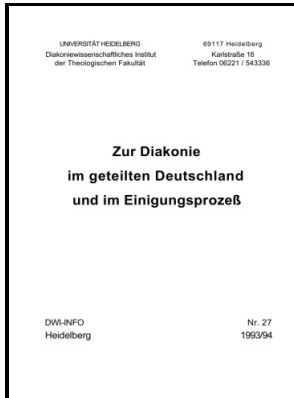 UNIVERSITÄT HEIDELBERG
Diakoniewissenschaftliches Institut
der Theologischen Fakultät
69117 Heidelberg
Karlstraße 16
Telefon 06221 / 543336
Zur Diakonie
im geteilten Deutschland
und im Einigungsprozeß
DWI-INFO
Heidelberg
Nr. 27
1993/94